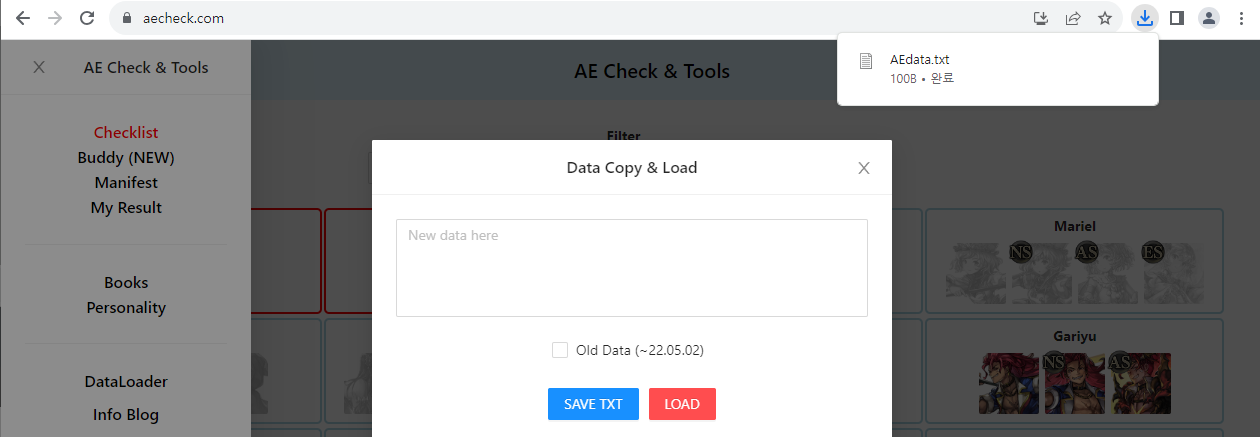 aecheck.com
AEdata.txt
100B • 완료
AE Check & Tools
AE Check & Tools
Checklist
Buddy (NEW)
Manifest
My Result
Books
Personality
DataLoader
Info Blog
Filter
Data Copy & Load
New data here
Old Data (~22.05.02)
SAVE TXT
LOAD
Mariel
NS
AS
ES
Gariyu
NS
AS